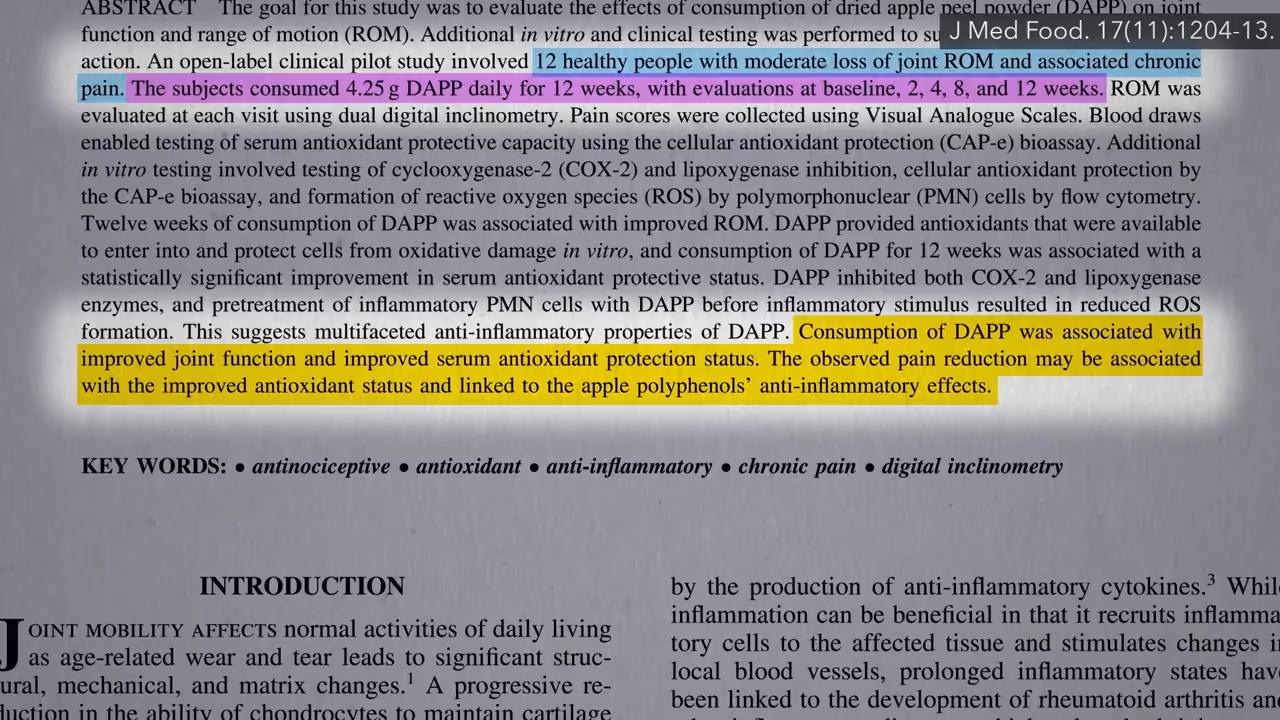 ABSTRACT The goal for this study was to evaluate the effects of consumption of dried apple peel powder (DAPP) on joint
J Med Food. 17(11):1204-13.
function and range of motion (ROM). Additional in vitro and clinical testing was performed to su
action. An open-label clinical pilot study involved 12 healthy people with moderate loss of joint ROM and associated chronic
pain. The subjects consumed 4.25 g DAPP daily for 12 weeks, with evaluations at baseline, 2, 4, 8, and 12 weeks. ROM was
evaluated at each visit using dual digital inclinometry. Pain scores were collected using Visual Analogue Scales. Blood draws
enabled testing of serum antioxidant protective capacity using the cellular antioxidant protection (CAP-e) bioassay. Additional
in vitro testing involved testing of cyclooxygenase-2 (COX-2) and lipoxygenase inhibition, cellular antioxidant protection by
the CAP-e bioassay, and formation of reactive oxygen species (ROS) by polymorphonuclear (PMN) cells by flow cytometry.
Twelve weeks of consumption of DAPP was associated with improved ROM. DAPP provided antioxidants that were available
to enter into and protect cells from oxidative damage in vitro, and consumption of DAPP for 12 weeks was associated with a
statistically significant improvement in serum antioxidant protective status. DAPP inhibited both COX-2 and lipoxygenase
enzymes, and pretreatment of inflammatory PMN cells with DAPP before inflammatory stimulus resulted in reduced ROS
formation. This suggests multifaceted anti-inflammatory properties of DAPP. Consumption of DAPP was associated with
improved joint function and improved serum antioxidant protection status. The observed pain reduction may be associated
with the improved antioxidant status and linked to the apple polyphenols' anti-inflammatory effects.
KEY WORDS: • antinociceptive • antioxidant • anti-inflammatory • chronic pain • digital inclinometry
INTRODUCTION
JOINT MOBILITY AFFECTS normal activities of daily living
as age-related wear and tear leads to significant struc-
ural, mechanical, and matrix changes.1 A progressive re-
duction in the ability of chondrocytes to maintain cartilage
by the production of anti-inflammatory cytokines.3 While
inflammation can be beneficial in that it recruits inflamma-
tory cells to the affected tissue and stimulates changes in
local blood vessels, prolonged inflammatory states have
been linked to the development of rheumatoid arthritis and